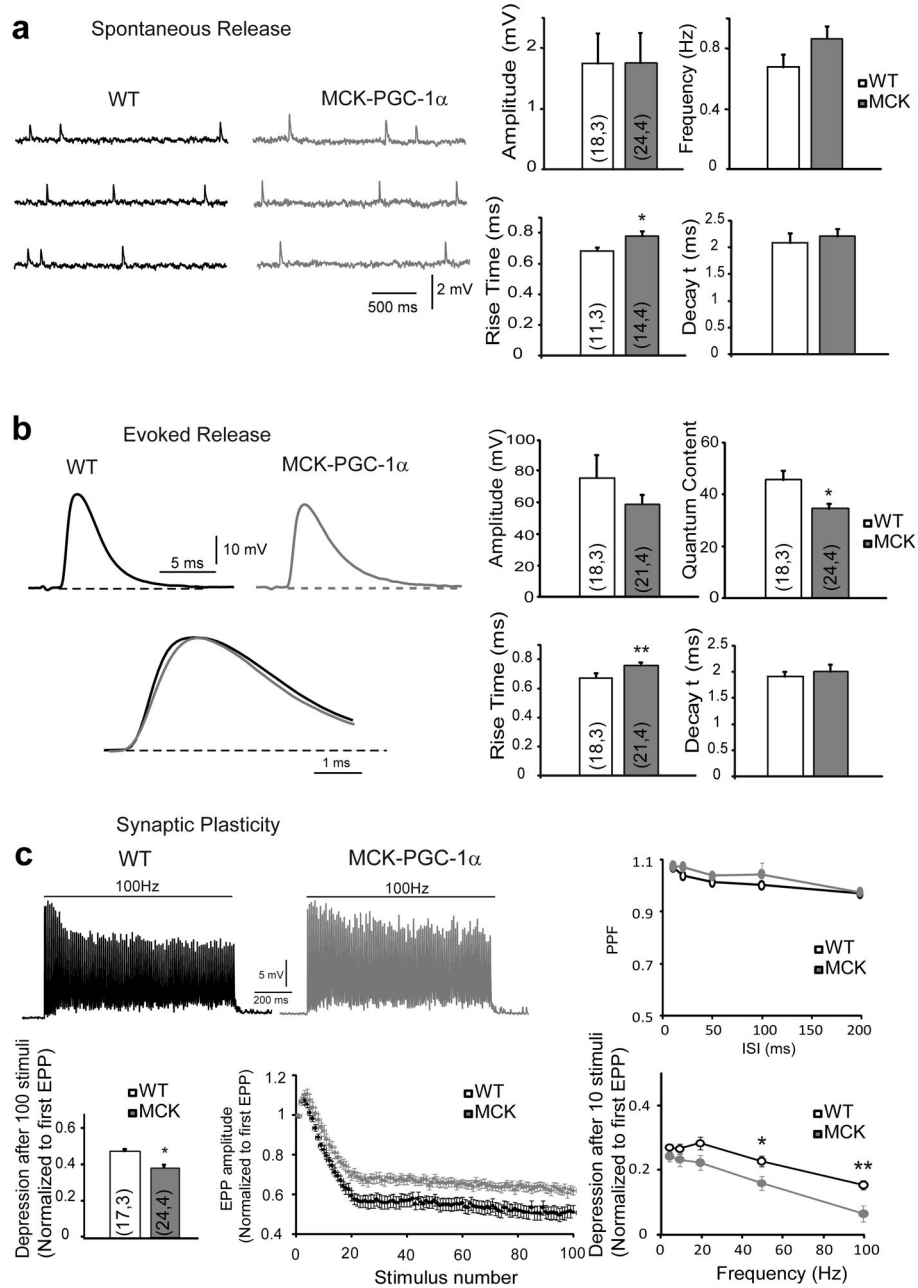 a Spontaneous Release
WT
MCK-PGC-1α
500 ms
2 mV
Amplitude (mV)
2
1
0
(18,3)
(24,4)
Frequency (Hz)
0.8
0.4
0
WT
MCK
Rise Time (ms)
0.8
0.6
0.4
0.2
0
(11,3)
(14,4)
*
Decay t (ms)
2.5
2
1.5
1
0.5
0
b Evoked Release
WT
MCK-PGC-1α
5 ms
10 mV
1 ms
Amplitude (mV)
100
80
60
40
20
0
(18,3)
(21,4)
Quantum Content
60
40
20
0
(18,3)
(24,4)
*
WT
MCK
Rise Time (ms)
0.8
0.6
0.4
0.2
0
(18,3)
(21,4)
**
Decay t (ms)
2.5
2
1.5
1
0.5
0
Synaptic Plasticity
c WT
MCK-PGC-1α
100Hz
100Hz
5 mV
200 ms
PPF
1.1
0.9
0.7
0.5
0 50 100 150 200
ISI (ms)
WT
MCK
Depression after 100 stimuli
(Normalized to first EPP)
0.6
0.4
0.2
0
(17,3)
(24,4)
*
WT
MCK
EPP amplitude
(Normalized to first EPP)
1.2
1
0.8
0.6
0.4
0 20 40 60 80 100
Stimulus number
WT
MCK
Depression after 10 stimuli
(Normalized to first EPP)
0.4
0.3
0.2
0.1
0
0 20 40 60 80 100
Frequency (Hz)
WT
MCK
*
**